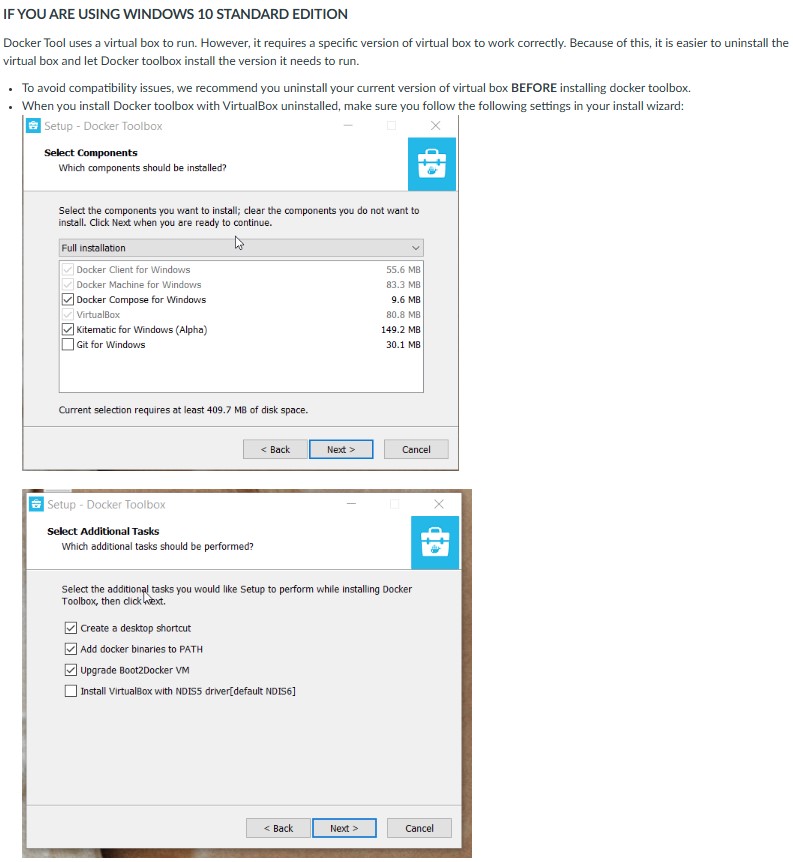 IF YOU ARE USING WINDOWS 10 STANDARD EDITION
Docker Tool uses a virtual box to run. However, it requires a specific version of virtual box to work correctly. Because of this, it is easier to uninstall the
virtual box and let Docker toolbox install the version it needs to run.
• To avoid compatibility issues, we recommend you uninstall your current version of virtual box BEFORE installing docker toolbox.
• When you install Docker toolbox with VirtualBox uninstalled, make sure you follow the following settings in your install wizard:
Setup - Docker Toolbox
Select Components
Which components should be installed?
Select the components you want to install; clear the components you do not want to
install. Click Next when you are ready to continue.
Full installation
Docker Client for Windows 55.6 MB
Docker Machine for Windows 83.3 MB
Docker Compose for Windows 9.6 MB
VirtualBox 80.8 MB
Kitematic for Windows (Alpha) 149.2 MB
Git for Windows 30.1 MB
Current selection requires at least 409.7 MB of disk space.
< Back Next > Cancel
Setup - Docker Toolbox
Select Additional Tasks
Which additional tasks should be performed?
Select the additional tasks you would like Setup to perform while installing Docker
Toolbox, then click Next.
Create a desktop shortcut
Add docker binaries to PATH
Upgrade Boot2Docker VM
Install VirtualBox with NDIS5 driver[default NDIS6]
< Back Next > Cancel